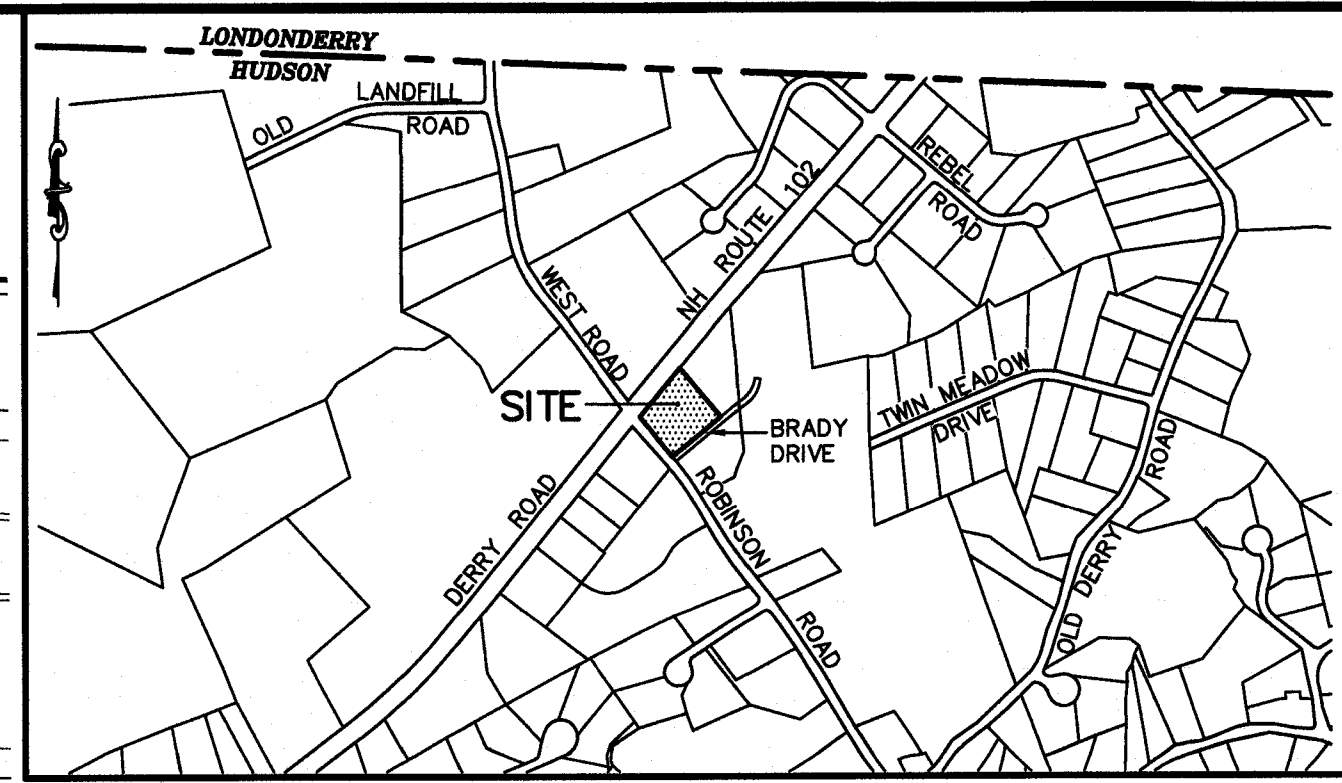 LONDONDERRY
HUDSON
OLD
LANDFILL
ROAD
REBEL
ROAD
NH ROUTE 102
WEST ROAD
SITE
BRADY
DRIVE
TWIN MEADOW
DRIVE
ROBINSON
ROAD
DERRY ROAD
OLD DERRY ROAD